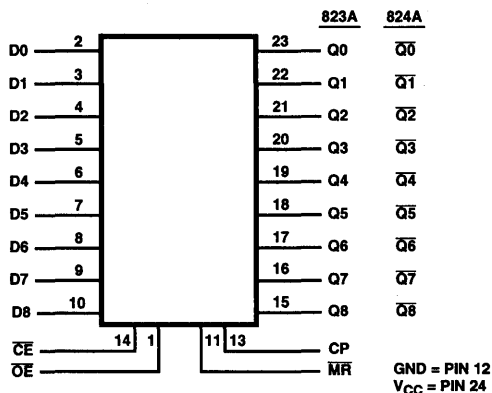 823A 824A
D0 2 23 Q0 Q̅0̅
D1 3 22 Q1 Q̅1̅
D2 4 21 Q2 Q̅2̅
D3 5 20 Q3 Q̅3̅
D4 6 19 Q4 Q̅4̅
D5 7 18 Q5 Q̅5̅
D6 8 17 Q6 Q̅6̅
D7 9 16 Q7 Q̅7̅
D8 10 15 Q8 Q̅8̅
14 1 11 13
C̅E̅ CP
O̅E̅ M̅R̅
GND = PIN 12
VCC = PIN 24